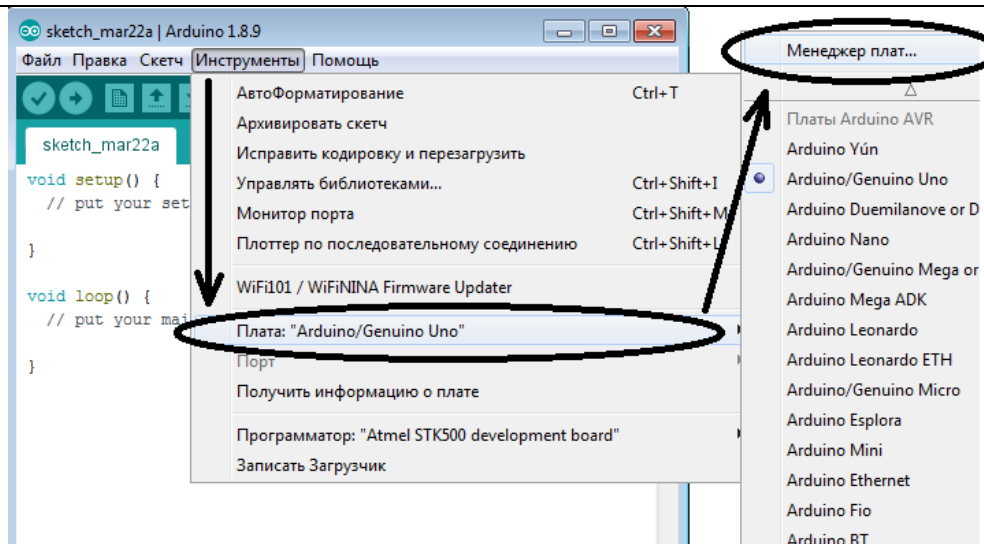 sketch_mar22a | Arduino 1.8.9
Файл Правка Скетч Инструменты Помощь
sketch_mar22a
void setup() {
// put your set
}
void loop() {
// put your mai
}
АвтоФорматирование Ctrl+T
Архивировать скетч
Исправить кодировку и перезагрузить
Управлять библиотеками... Ctrl+Shift+I
Монитор порта Ctrl+Shift+M
Плоттер по последовательному соединению Ctrl+Shift+L
WiFi101 / WiFiNINA Firmware Updater
Плата: "Arduino/Genuino Uno"
Порт
Получить информацию о плате
Программатор: "Atmel STK500 development board"
Записать Загрузчик
Менеджер плат...
Платы Arduino AVR
Arduino Yún
Arduino/Genuino Uno
Arduino Duemilanove or D
Arduino Nano
Arduino/Genuino Mega or
Arduino Mega ADK
Arduino Leonardo
Arduino Leonardo ETH
Arduino/Genuino Micro
Arduino Esplora
Arduino Mini
Arduino Ethernet
Arduino Fio
Arduino BT